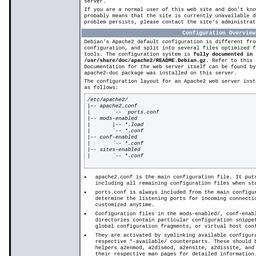 server.
If you are a normal user of this web site and don't kno
probably means that the site is currently unavailable d
problem persists, please contact the site's administrat
Configuration Overview
Debian's Apache2 default configuration is different fro
configuration, and split into several files optimized f
tools. The configuration system is fully documented in
/usr/share/doc/apache2/README.Debian.gz. Refer to this
Documentation for the web server itself can be found by
apache2-doc package was installed on this server.
The configuration layout for an Apache2 web server inst
as follows:
/etc/apache2/
|-- apache2.conf
|       `--  ports.conf
|-- mods-enabled
|       |-- *.load
|       `-- *.conf
|-- conf-enabled
|       `-- *.conf
|-- sites-enabled
|       `-- *.conf
• apache2.conf is the main configuration file. It puts
including all remaining configuration files when sta
• ports.conf is always included from the main configur
determine the listening ports for incoming connectio
customized anytime.
• Configuration files in the mods-enabled/, conf-enabl
directories contain particular configuration snippet
global configuration fragments, or virtual host conf
• They are activated by symlinking available configura
respective *-available/ counterparts. These should b
helpers a2enmod, a2dismod, a2ensite, a2dissite, and
their respective man pages for detailed information.